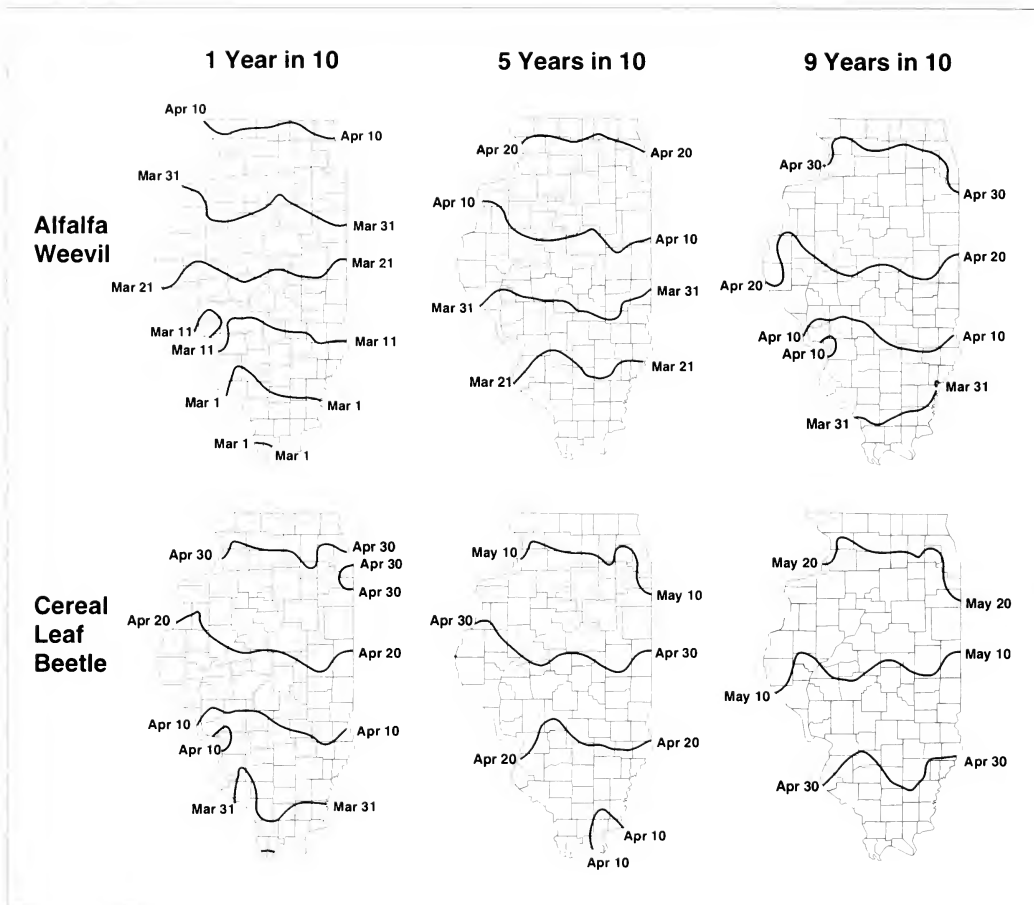 1 Year in 10
5 Years in 10
9 Years in 10
Alfalfa
Weevil
Apr 10
Apr 10
Mar 31
Mar 31
Mar 21
Mar 21
Mar 11
Mar 11
Mar 11
Mar 1
Mar 1
Mar 1
Mar 1
Apr 20
Apr 20
Apr 10
Apr 10
Mar 31
Mar 31
Mar 21
Mar 21
Apr 30
Apr 30
Apr 20
Apr 20
Apr 10
Apr 10
Apr 10
Mar 31
Mar 31
Cereal
Leaf
Beetle
Apr 30
Apr 30
Apr 30
Apr 30
Apr 20
Apr 20
Apr 10
Apr 10
Apr 10
Mar 31
Mar 31
May 10
May 10
Apr 30
Apr 30
Apr 20
Apr 20
Apr 10
Apr 10
May 20
May 20
May 10
May 10
Apr 30
Apr 30